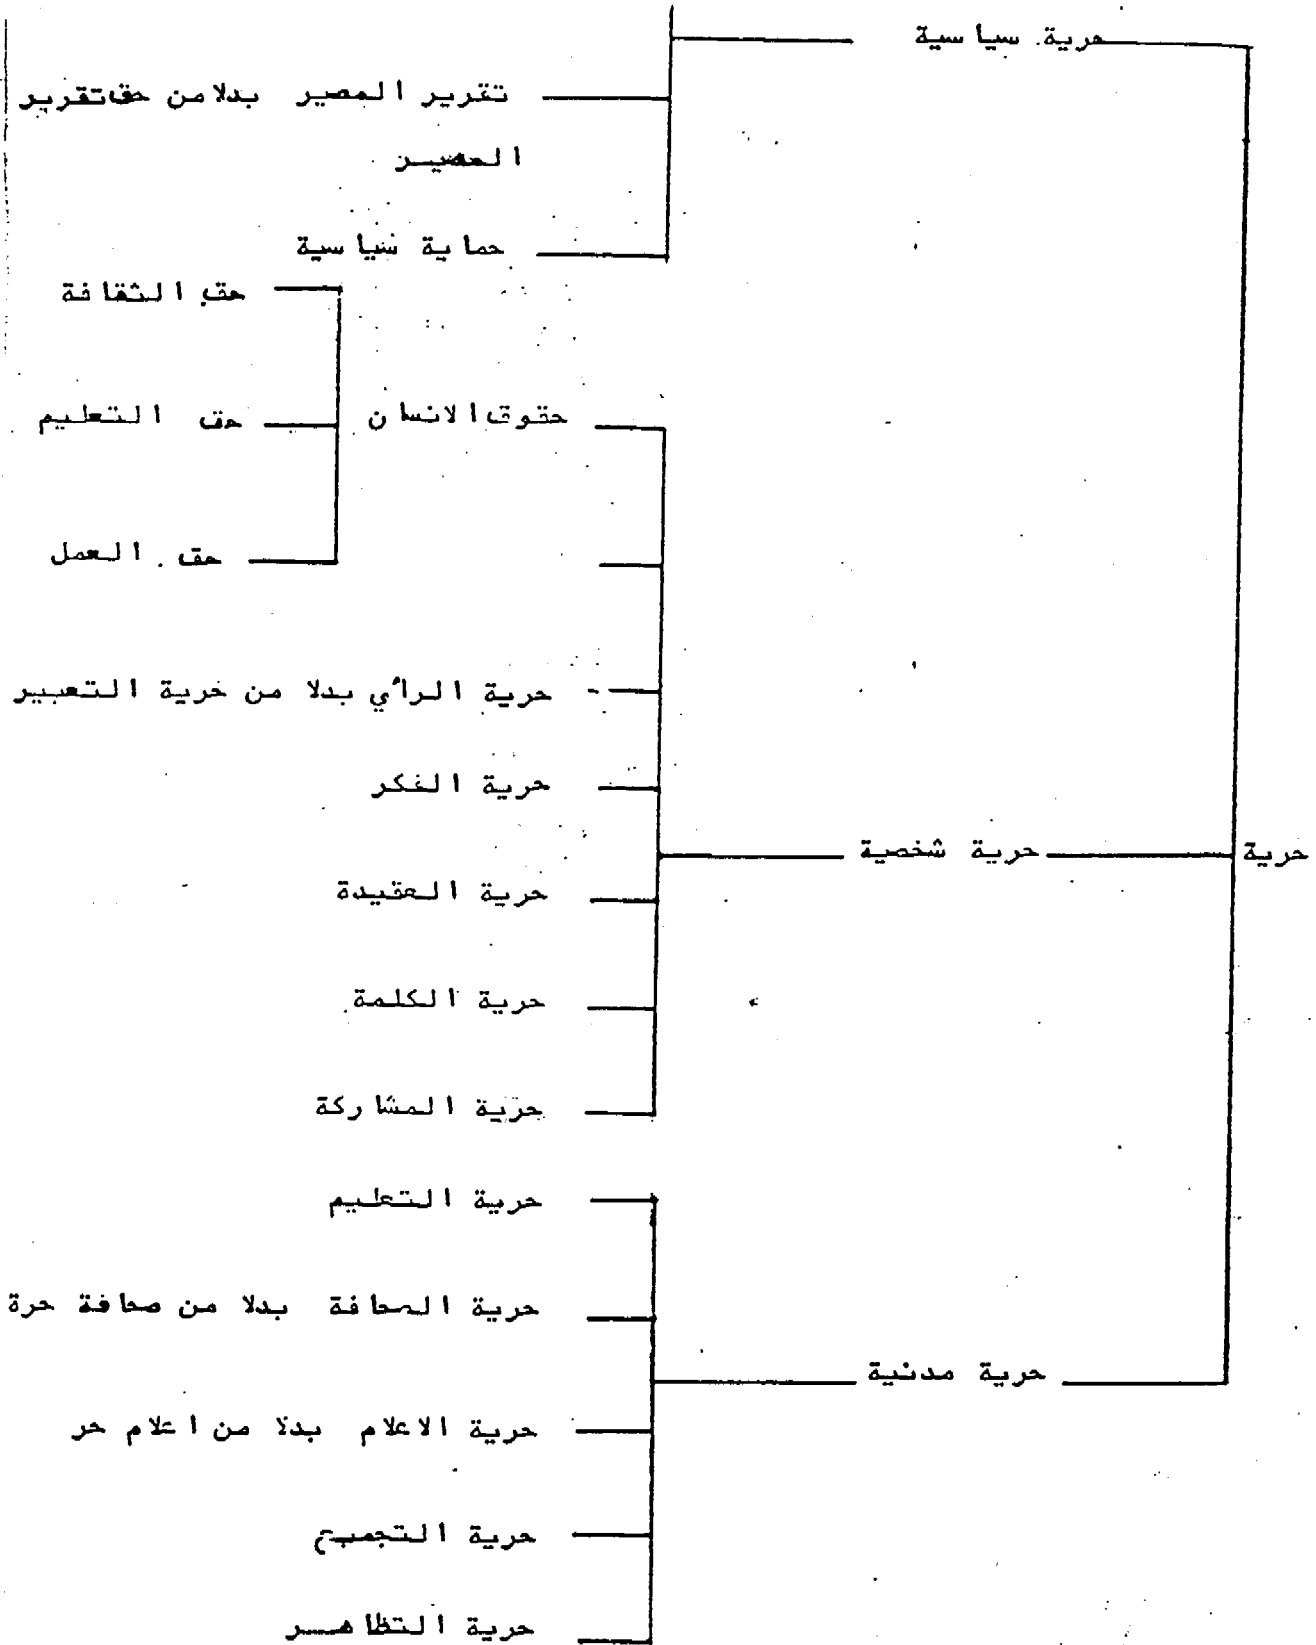 حرية سياسية
تقرير المصير بدلا من حق تقرير
المصير
حماية سياسية
حق الثقافة
حقوق الانسان
حق التعليم
حق العمل
حرية الرأي بدلا من حرية التعبير
حرية الفكر
حرية
حرية شخصية
حرية العقيدة
حرية الكلمة
حرية المشاركة
حرية التعليم
حرية الصحافة بدلا من صحافة حرة
حرية مدنية
حرية الاعلام بدلا من اعلام حر
حرية التجميع
حرية التظاهر